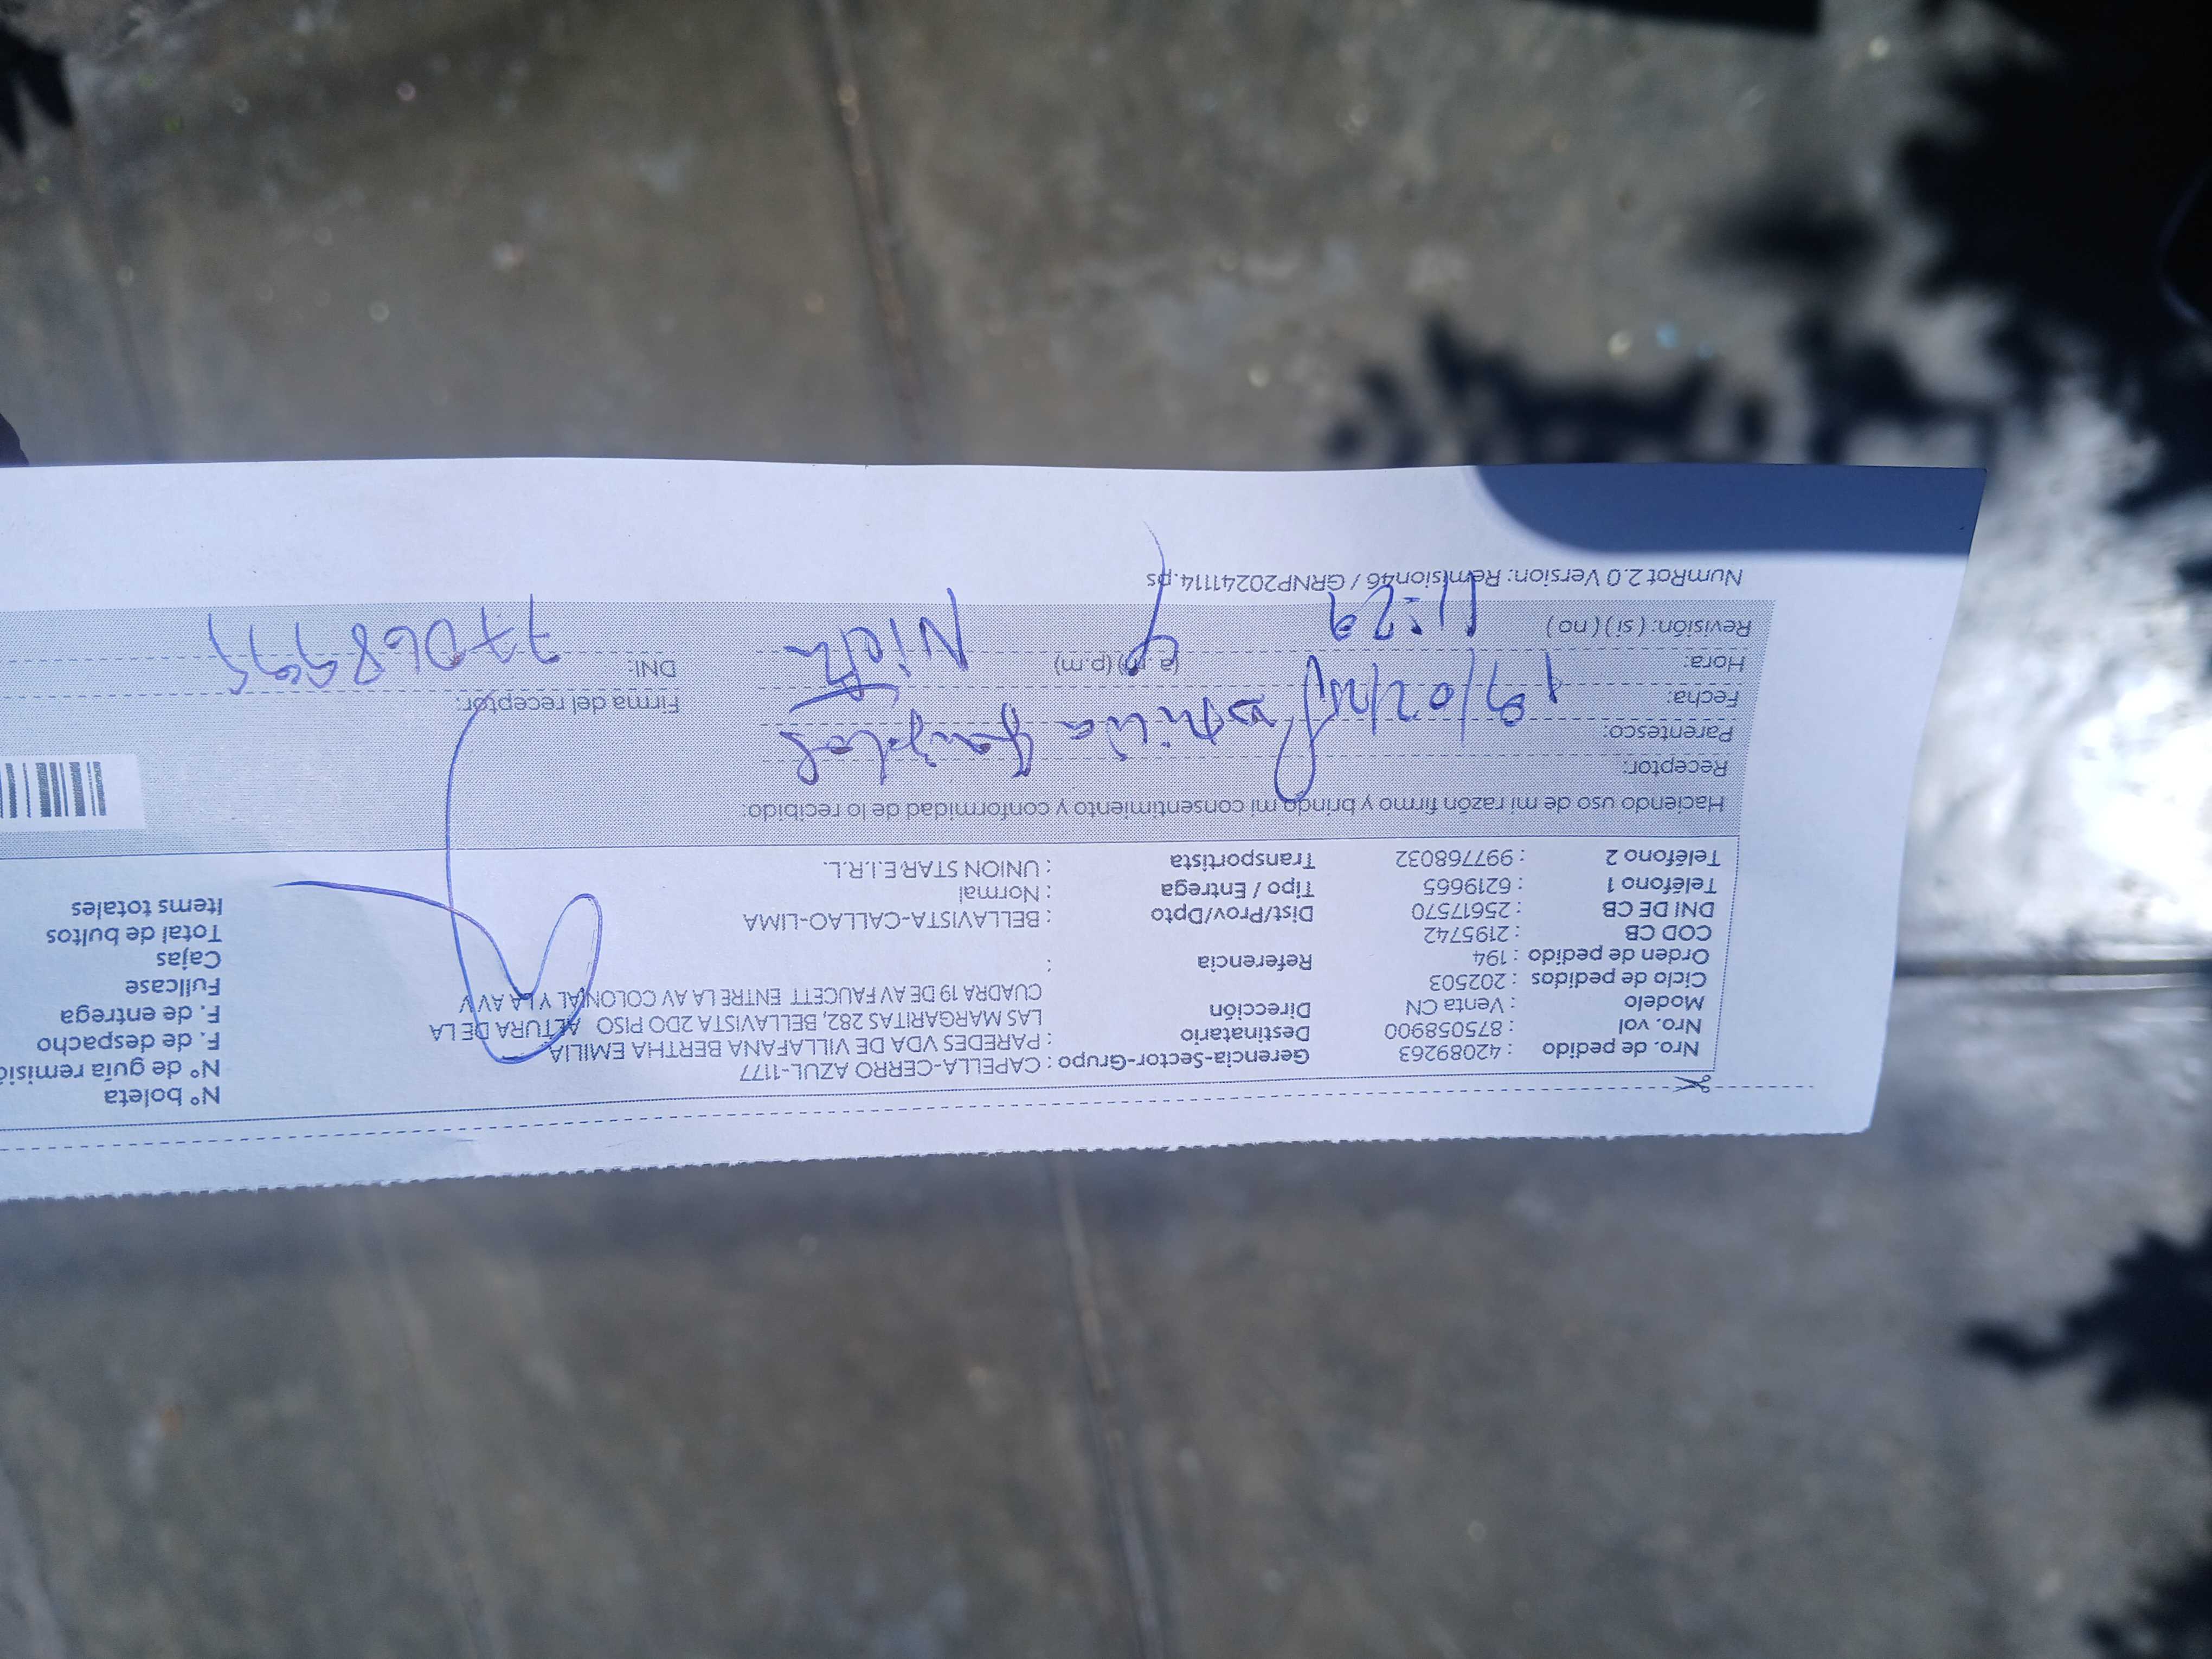 Nro. de pedido : 42089263 Gerencia-Sector-Grupo : CAPELLA-CERRO AZUL-1177 N° boleta
Nro. vol : 875058900 Destinatario : PAREDES VDA DE VILLAFANA BERTHA EMILIA N° de guía remisi
Modelo : Venta CN Dirección : LAS MARGARITAS 282, BELLAVISTA 2DO PISO ALTURA DE LA F. de despacho
Ciclo de pedidos : 202503 CUADRA 19 DE AV FAUCETT ENTRE LA AV COLONIAL Y LA AV V F. de entrega
Orden de pedido : 194 Referencia : Fullcase
COD CB : 2195742 Cajas
DNI DE CB : 25617570 Dist/Prov/Dpto : BELLAVISTA-CALLAO-LIMA Total de bultos
Teléfono 1 : 6219665 Tipo / Entrega : Normal Items totales
Teléfono 2 : 997768032 Transportista : UNION STAR E.I.R.L.
Haciendo uso de mi razón firmo y brindo mi consentimiento y conformidad de lo recibido:
Receptor:
Parentesco:
Fecha: 19/02/25 Firma del receptor:
Hora: 11:29 (a.m) (p.m) Nieta DNI:
Revisión: (si) (no)
NumRot 2.0 Version: Remision46 / GRNP20241114.ps